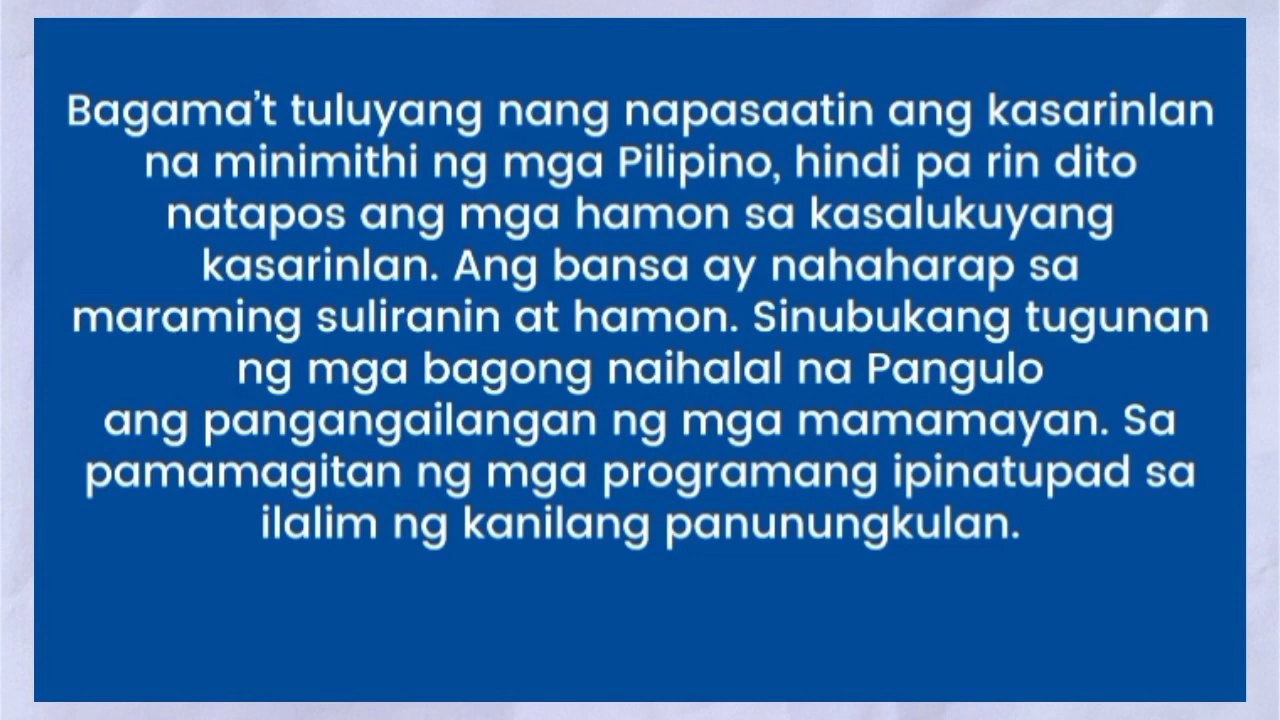 Bagama’t tuluyang nang napasaatin ang kasarinlan
na minimithi ng mga Pilipino, hindi pa rin dito
natapos ang mga hamon sa kasalukuyang
kasarinlan. Ang bansa ay nahaharap sa
maraming suliranin at hamon. Sinubukang tugunan
ng mga bagong naihalal na Pangulo
ang pangangailangan ng mga mamamayan. Sa
pamamagitan ng mga programang ipinatupad sa
ilalim ng kanilang panunungkulan.